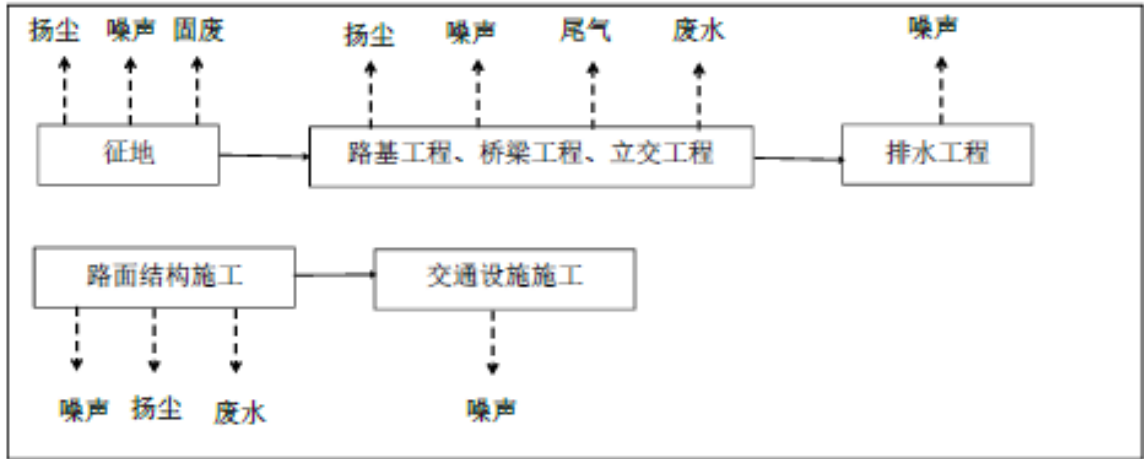 扬尘 噪声 固废 扬尘 噪声 尾气 废水 噪声
征地 路基工程、桥梁工程、立交工程 排水工程
路面结构施工 交通设施施工
噪声 扬尘 废水 噪声